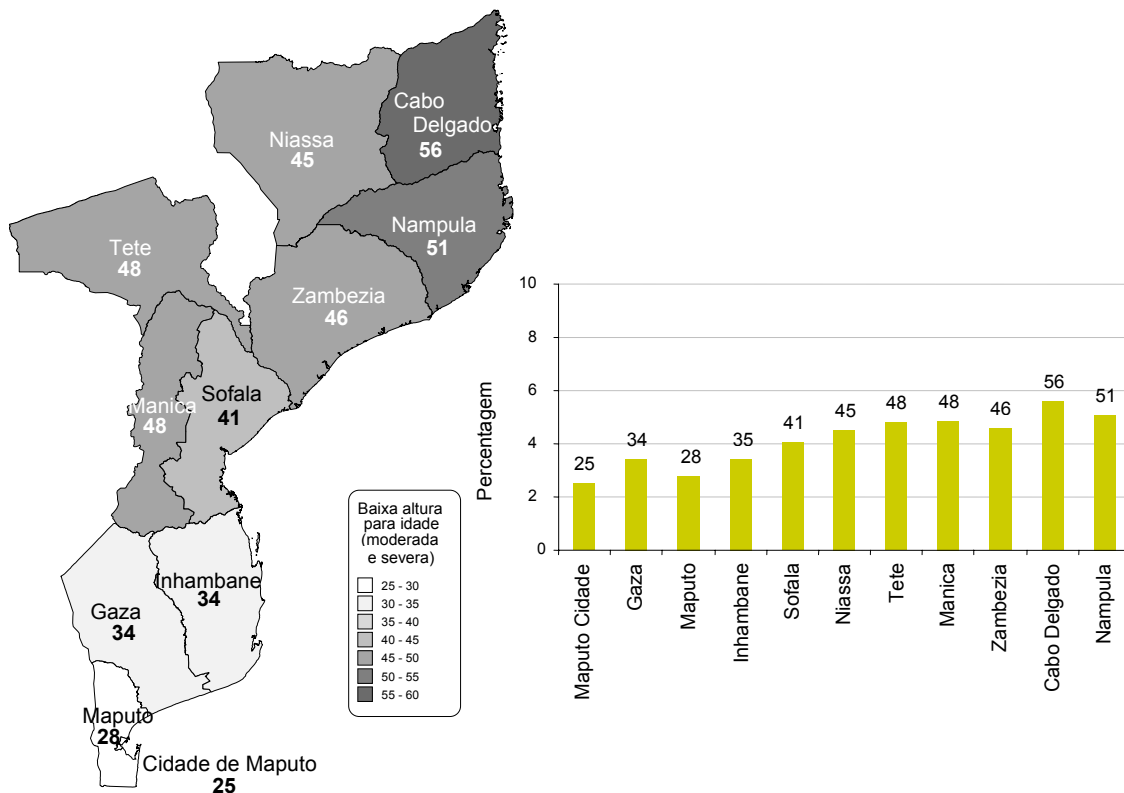 Cabo
Delgado
56
Niassa
45
Nampula
51
Tete
48
Zambezia
46
Sofala
41
Manica
48
Inhambane
34
Gaza
34
Maputo
28
Cidade de Maputo
25
Baixa altura
para idade
(moderada
e severa)
25 - 30
30 - 35
35 - 40
40 - 45
45 - 50
50 - 55
55 - 60
Percentagem
10
8
6
4
2
0
25
34
28
35
41
45
48
48
46
56
51
Maputo Cidade
Gaza
Maputo
Inhambane
Sofala
Niassa
Tete
Manica
Zambezia
Cabo Delgado
Nampula